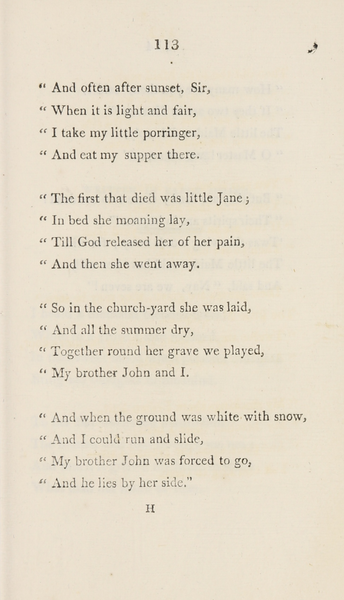 113
“ And often after sunset, Sir,
“ When it is light and fair,
“ I take my little porringer,
“ And eat my supper there.
“ The first that died was little Jane;
“ In bed she moaning lay,
“ Till God released her of her pain,
“ And then she went away.
“ So in the church-yard she was laid,
“ And all the summer dry,
“ Together round her grave we played,
“ My brother John and I.
“ And when the ground was white with snow,
“ And I could run and slide,
“ My brother John was forced to go,
“ And he lies by her side.”
H